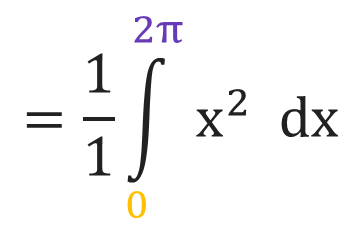 = 1/1 ∫₀^2π x² dx